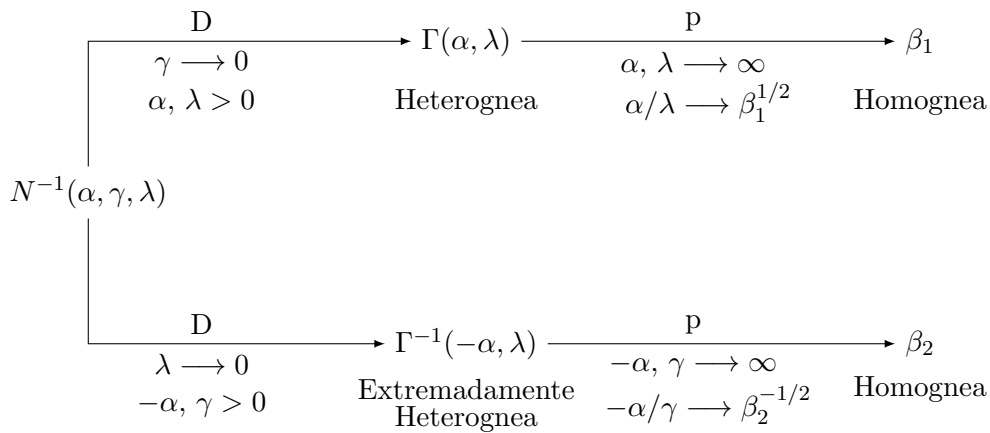 D
Γ(α, λ)
p
β₁
γ ⟶ 0
α, λ ⟶ ∞
α, λ > 0
Heterognea
α/λ ⟶ β₁^{1/2}
Homognea
N⁻¹(α, γ, λ)
D
Γ⁻¹(−α, λ)
p
β₂
λ ⟶ 0
−α, γ ⟶ ∞
−α, γ > 0
Extremadamente
Heterognea
−α/γ ⟶ β₂^{−1/2}
Homognea